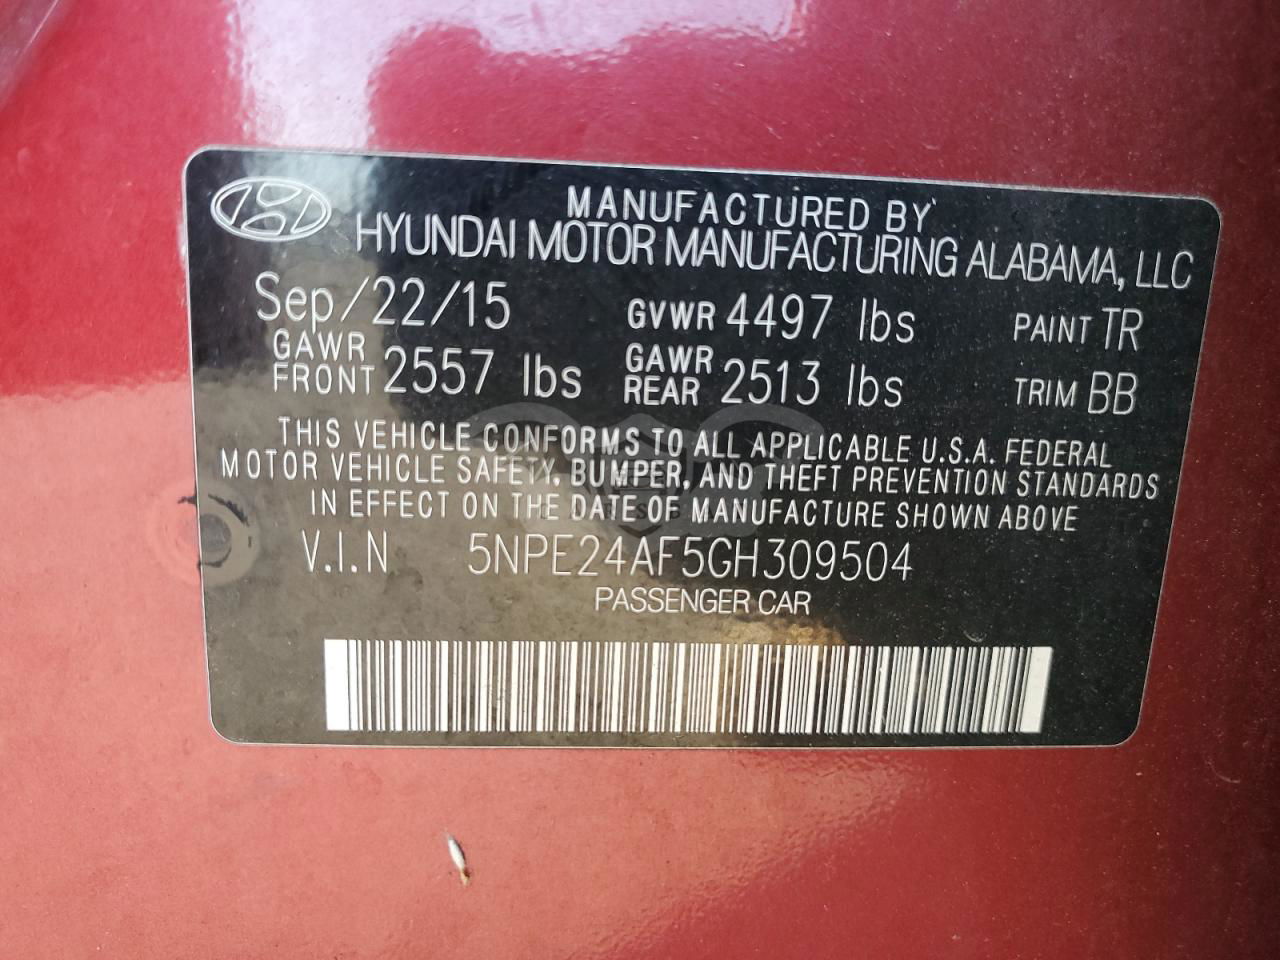 MANUFACTURED BY
HYUNDAI MOTOR MANUFACTURING ALABAMA, LLC
Sep/22/15 GVWR 4497 lbs PAINT TR
GAWR FRONT 2557 lbs GAWR REAR 2513 lbs TRIM BB
THIS VEHICLE CONFORMS TO ALL APPLICABLE U.S.A. FEDERAL
MOTOR VEHICLE SAFETY, BUMPER, AND THEFT PREVENTION STANDARDS
IN EFFECT ON THE DATE OF MANUFACTURE SHOWN ABOVE
V.I.N 5NPE24AF5GH309504
PASSENGER CAR